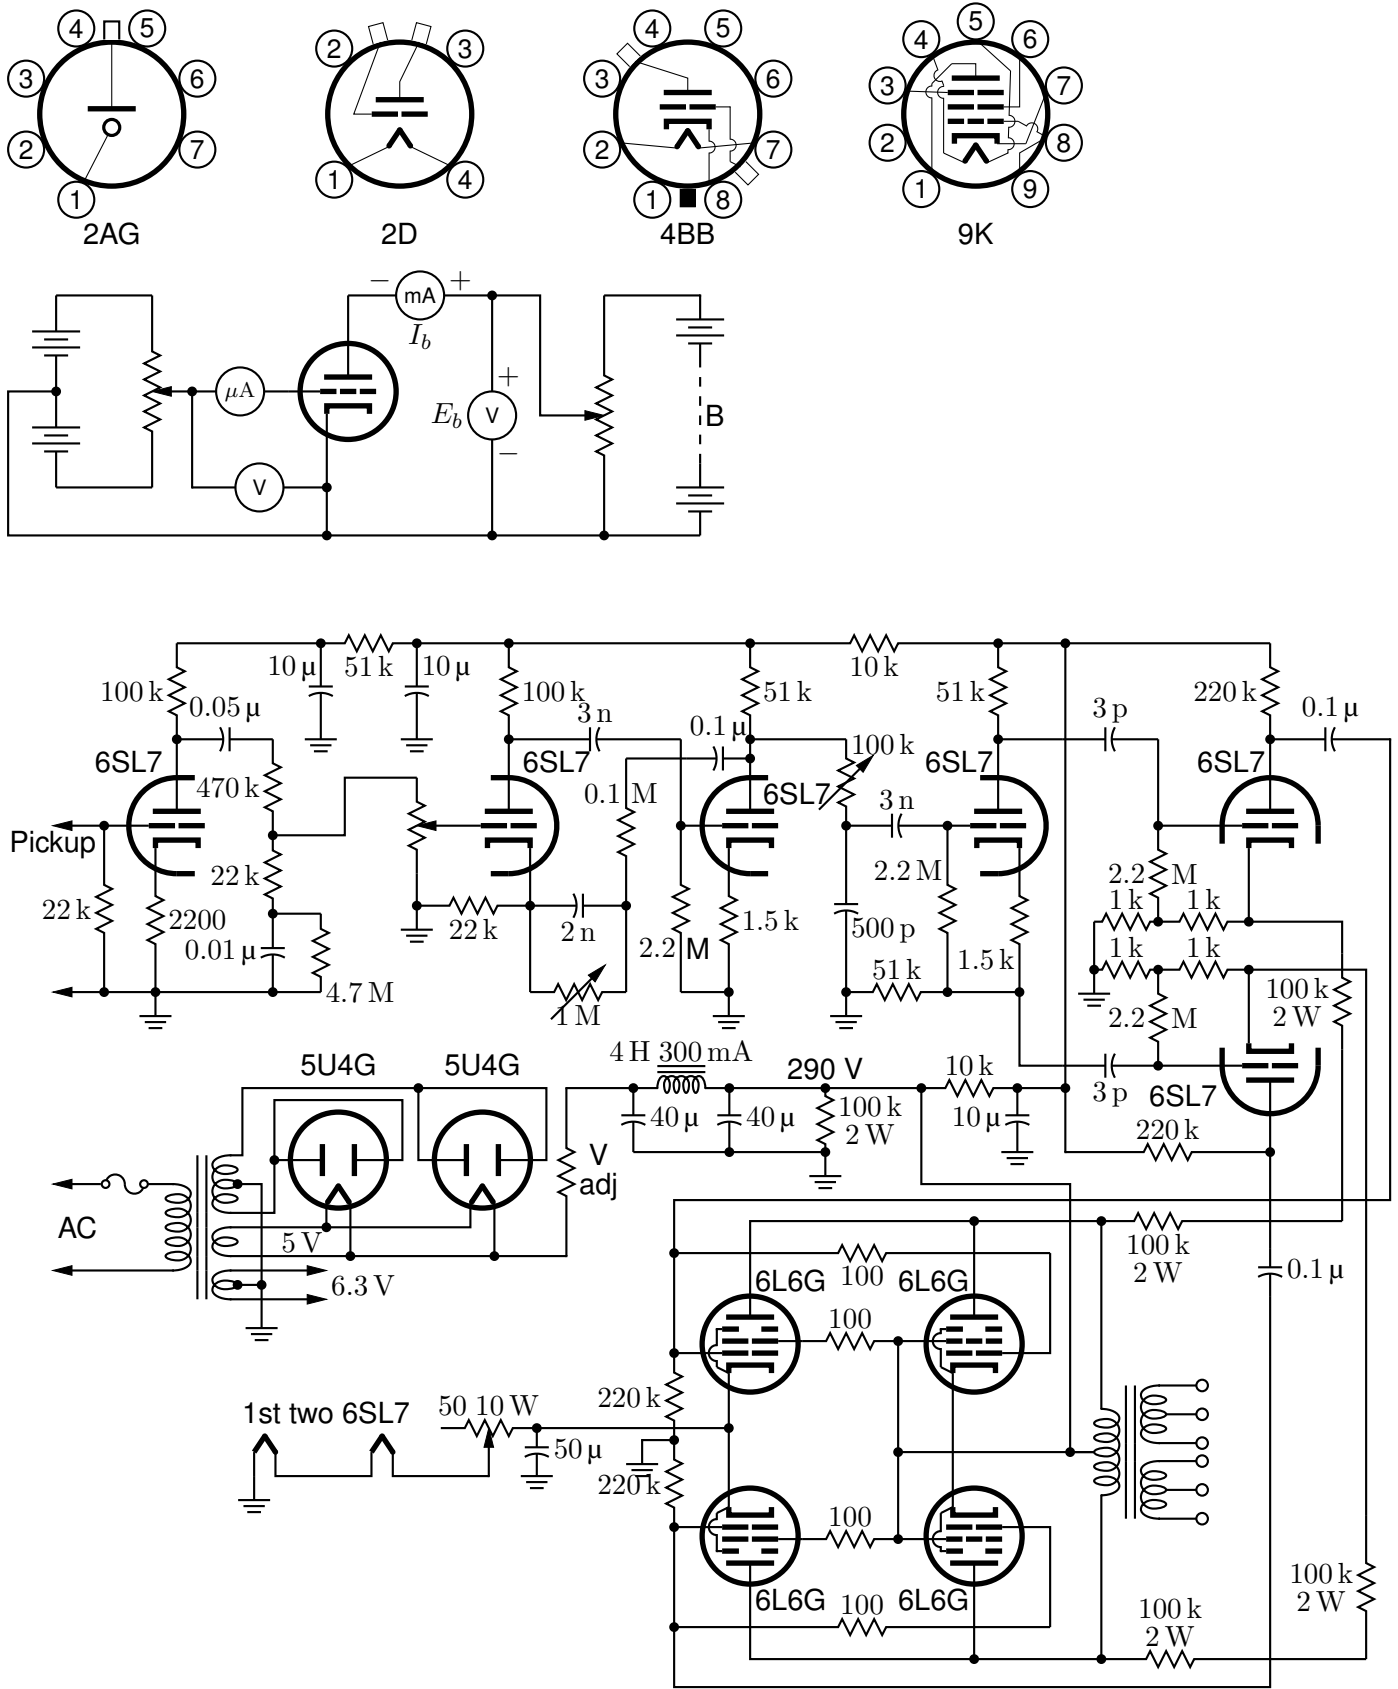 4 5
3 6
2 7
1
2AG
2 3
1 4
2D
4 5
3 6
2 7
1 8
4BB
5
4 6
3 7
2 8
1 9
9K
− mA +
I_b
μA
+
E_b V
−
B
V
10 μ 51 k 10 μ 10 k
100 k 100 k 51 k 51 k 220 k
0.05 μ 3 n 0.1 μ 3 p 0.1 μ
100 k
6SL7 6SL7 6SL7 6SL7 6SL7
470 k 0.1 M 3 n
Pickup
22 k 2.2 M 2.2 M
1 k 1 k
22 k 2200 22 k 2 n 1.5 k 500 p
0.01 μ 2.2 M 51 k 1.5 k 1 k 1 k
4.7 M 1 M 2.2 M 100 k
2 W
4 H 300 mA
5U4G 5U4G 290 V 10 k
3 p 6SL7
40 μ 40 μ 100 k
2 W
10 μ
220 k
V
adj
AC
5 V
6.3 V
100 k
2 W
0.1 μ
100
6L6G 6L6G
100
220 k
1st two 6SL7 50 10 W
50 μ
220 k
100
6L6G 100 6L6G
100 k
2 W
100 k
2 W